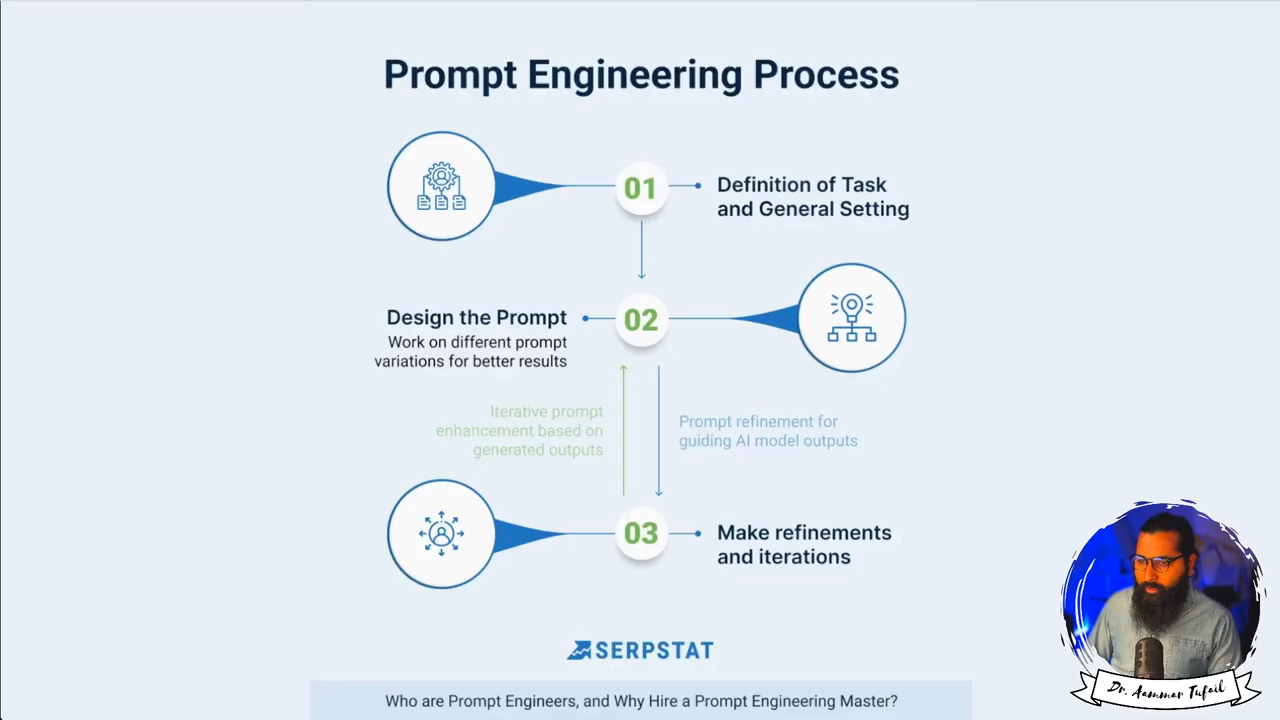 Prompt Engineering Process
01
Definition of Task
and General Setting
Design the Prompt
Work on different prompt
variations for better results
02
Iterative prompt
enhancement based on
generated outputs
Prompt refinement for
guiding AI model outputs
03
Make refinements
and iterations
SERPSTAT
Who are Prompt Engineers, and Why Hire a Prompt Engineering Master?
Dr. Aammar Tufail